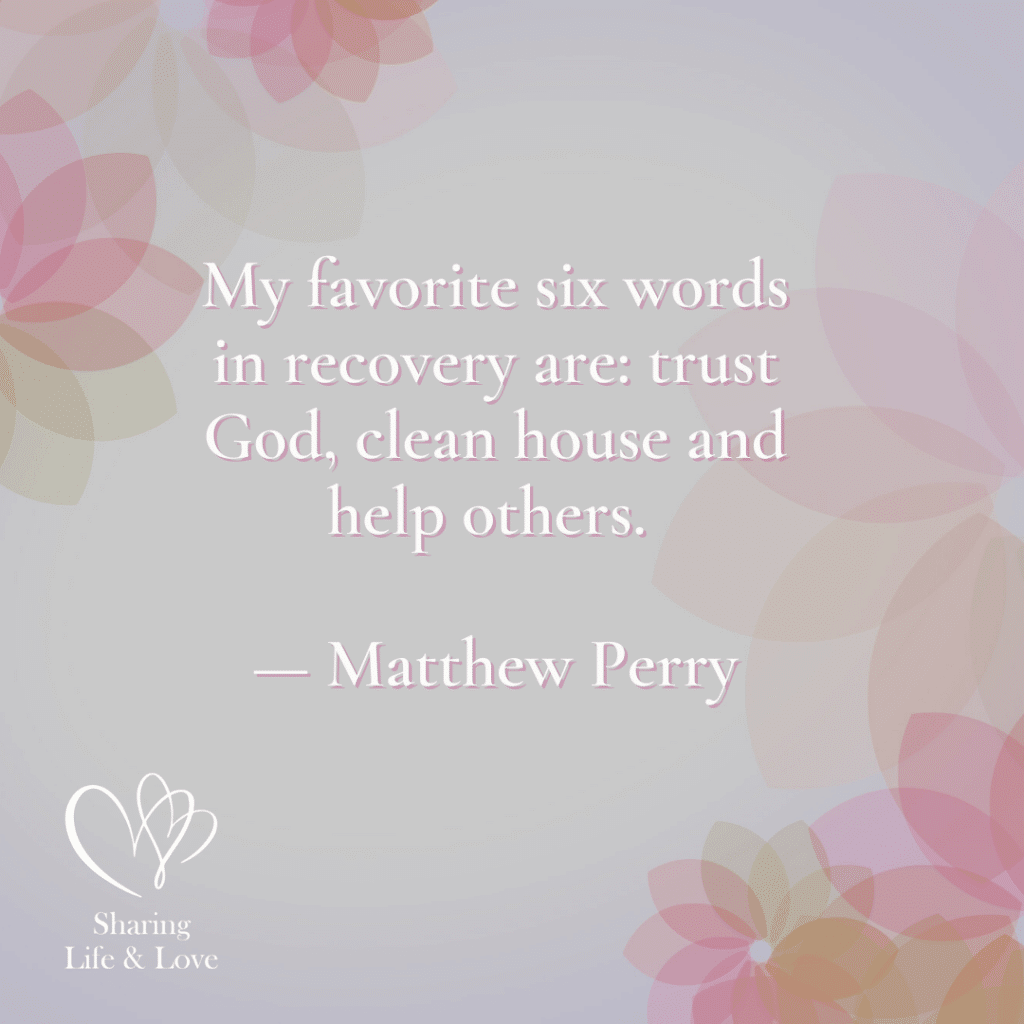 My favorite six words
in recovery are: trust
God, clean house and
help others.
— Matthew Perry
Sharing
Life & Love